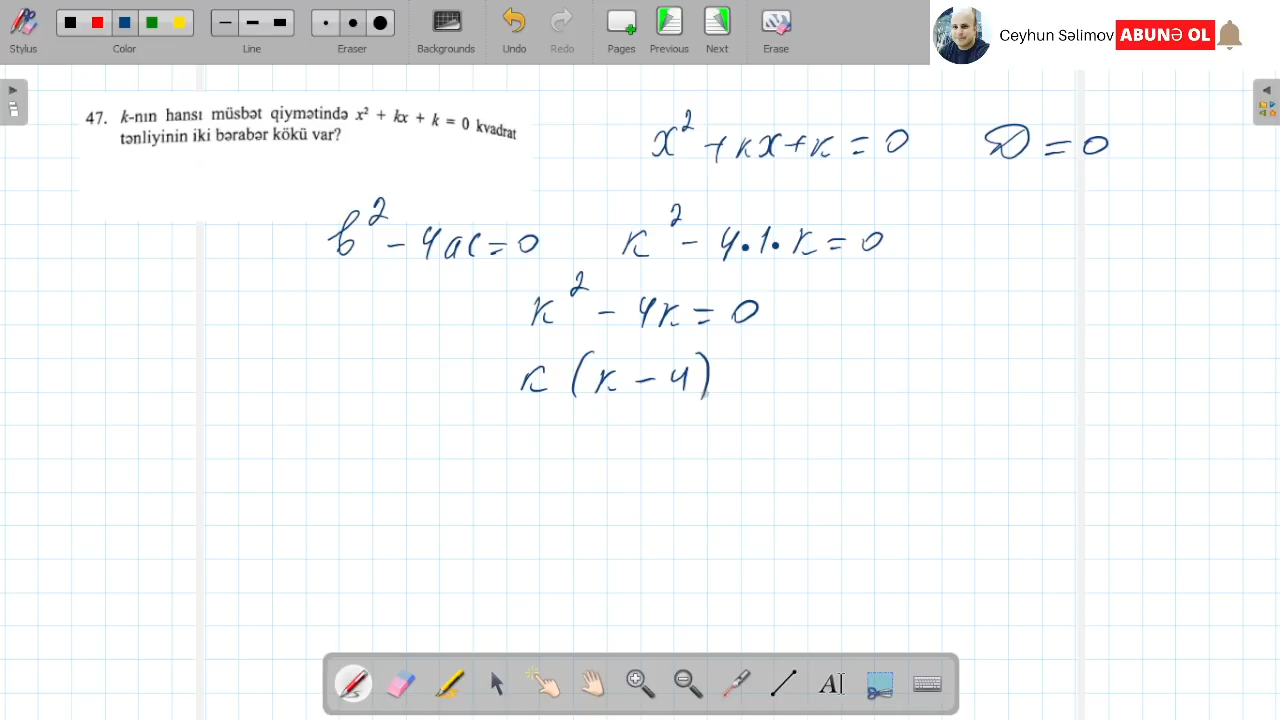 Stylus
Color
Line
Eraser
Backgrounds
Undo
Redo
Pages
Previous
Next
Erase
Ceyhun Səlimov ABUNƏ OL
47. k-nın hansı müsbət qiymətində x² + kx + k = 0 kvadrat
tənliyinin iki bərabər kökü var?
x² + kx + k = 0 D = 0
b² - 4ac = 0 k² - 4·1·k = 0
k² - 4k = 0
k (k - 4)
AI